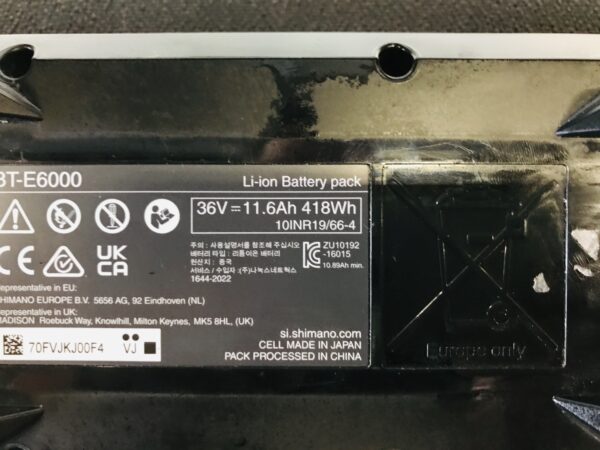 BT-E6000
Li-ion Battery pack
36V⎓11.6Ah 418Wh
10INR19/66-4
CE
UK
CA
주의 : 사용설명서를 참조해 주십시오
배터리 타입 : 리튬이온 배터리
원산지 : 중국
서비스 / 수입자 :(주)나눅스네트웍스
1644-2022
ZU10192
-16015
10.89Ah min.
representative in EU:
SHIMANO EUROPE B.V. 5656 AG, 92 Eindhoven (NL)
representative in UK:
MADISON Roebuck Way, Knowlhill, Milton Keynes, MK5 8HL, (UK)
70FVJKJ00F4 VJ
si.shimano.com
CELL MADE IN JAPAN
PACK PROCESSED IN CHINA
Europe only